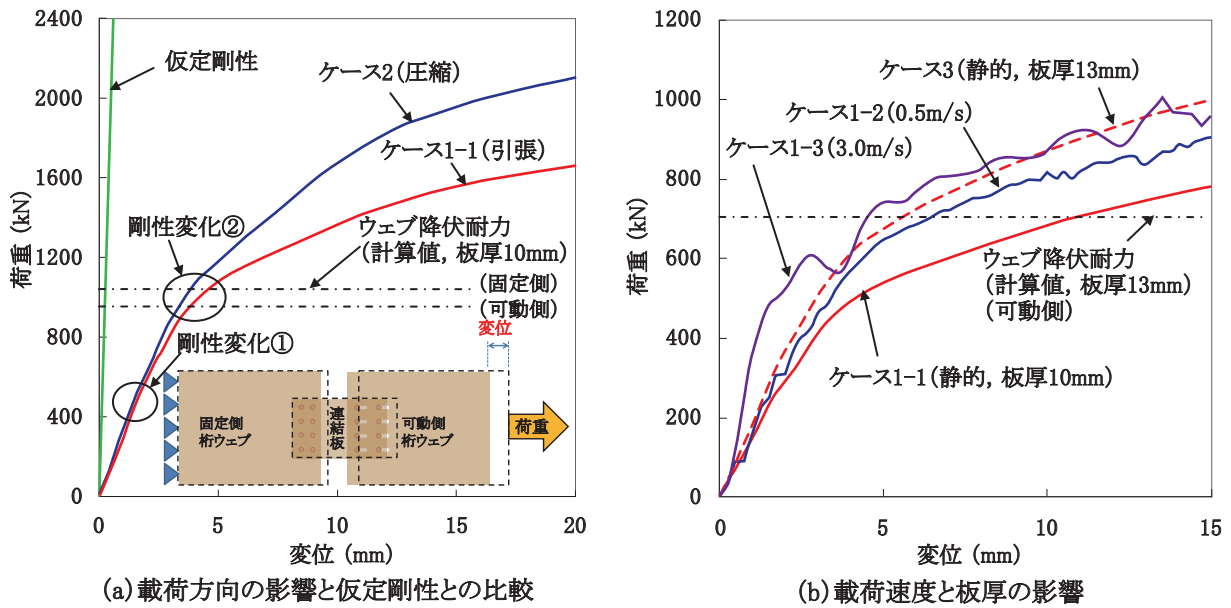 2400
2000
1600
1200
800
400
0
荷重 (kN)
仮定剛性
ケース2(圧縮)
ケース1-1(引張)
剛性変化②
ウェブ降伏耐力
(計算値, 板厚10mm)
(固定側)
(可動側)
剛性変化①
変位
固定側
桁ウェブ
連結板
可動側
桁ウェブ
荷重
0
5
10
15
20
変位 (mm)
(a)載荷方向の影響と仮定剛性との比較
1200
1000
800
600
400
200
0
荷重 (kN)
ケース3(静的, 板厚13mm)
ケース1-2(0.5m/s)
ケース1-3(3.0m/s)
ウェブ降伏耐力
(計算値, 板厚13mm)
(可動側)
ケース1-1(静的, 板厚10mm)
0
5
10
15
変位 (mm)
(b)載荷速度と板厚の影響